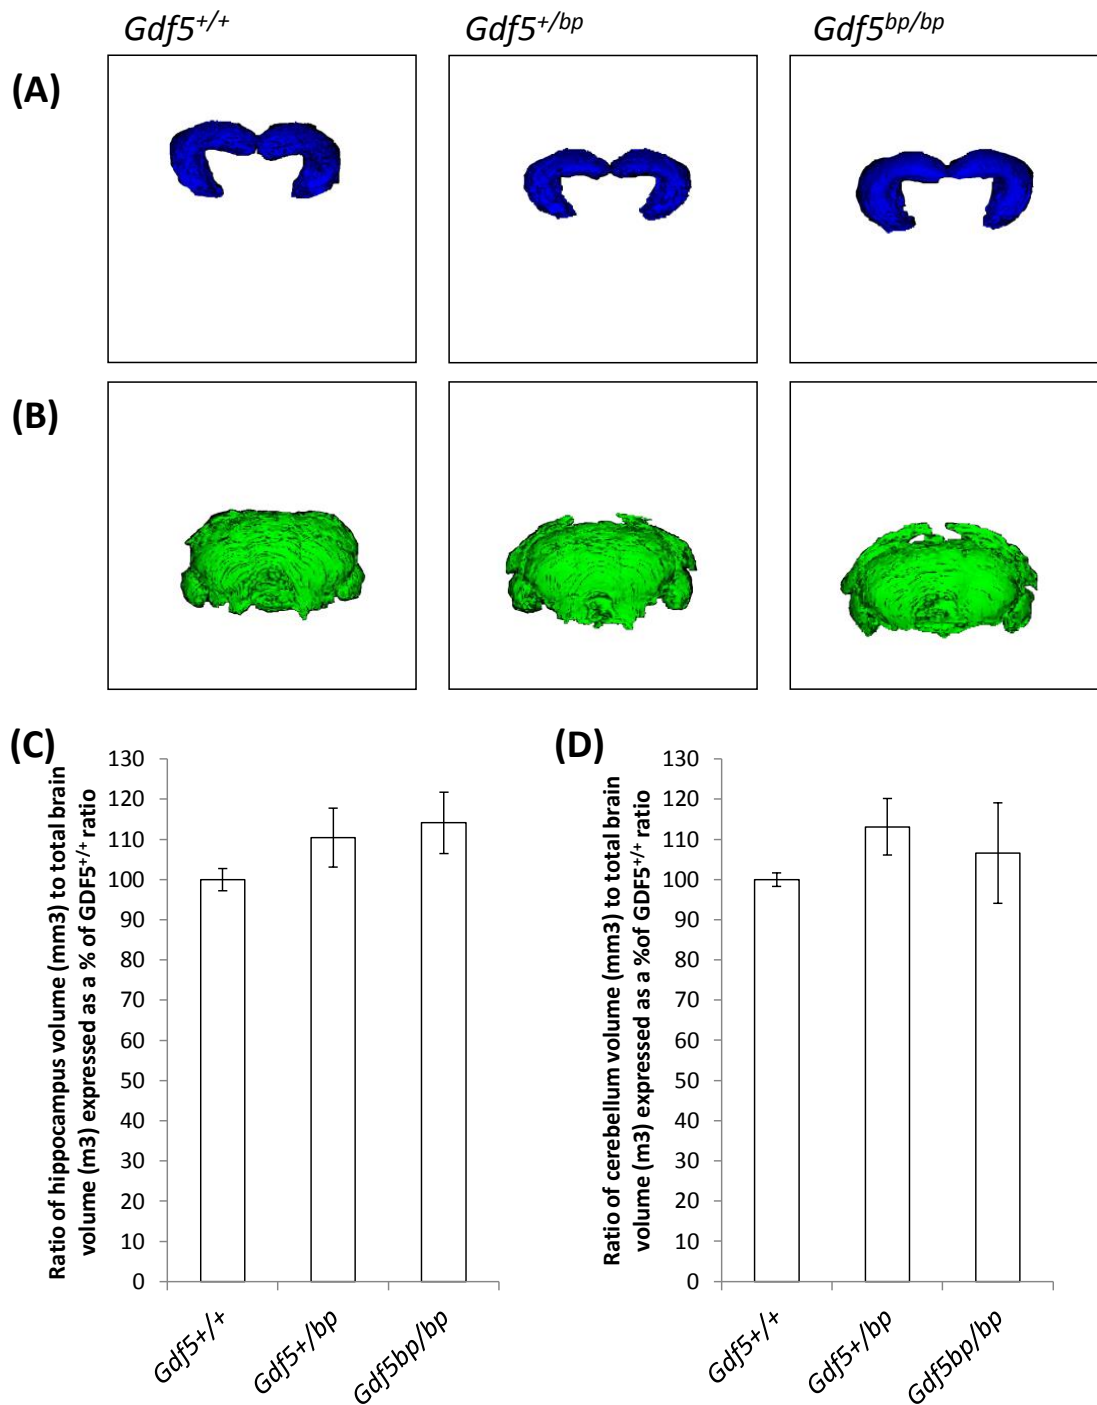 Gdf5+/+
Gdf5+/bp
Gdf5bp/bp
(A)
(B)
(C)
Ratio of hippocampus volume (mm3) to total brain
volume (m3) expressed as a % of GDF5+/+ ratio
130
120
110
100
90
80
70
60
50
40
30
20
10
0
Gdf5+/+
Gdf5+/bp
Gdf5bp/bp
(D)
Ratio of cerebellum volume (mm3) to total brain
volume (m3) expressed as a %of GDF5+/+ ratio
130
120
110
100
90
80
70
60
50
40
30
20
10
0
Gdf5+/+
Gdf5+/bp
Gdf5bp/bp